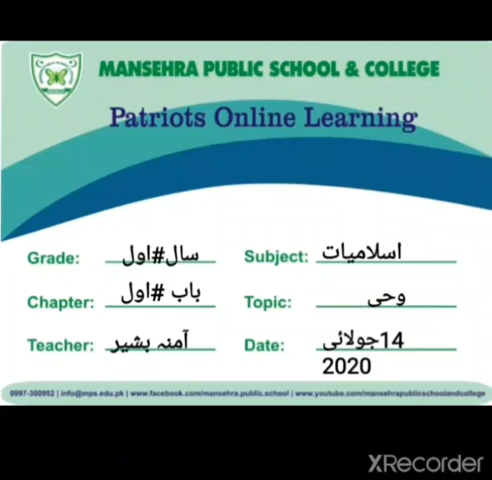 MANSEHRA PUBLIC SCHOOL & COLLEGE
Patriots Online Learning
Grade: سال#اول Subject: اسلامیات
Chapter: باب #اول Topic: وحی
Teacher: آمنہ بشیر Date: 14جولائی
2020
0997-300952 | info@mps.edu.pk | www.facebook.com/mansehra.public.school | www.youtube.com/mansehrapublicschoolandcollege
XRecorder